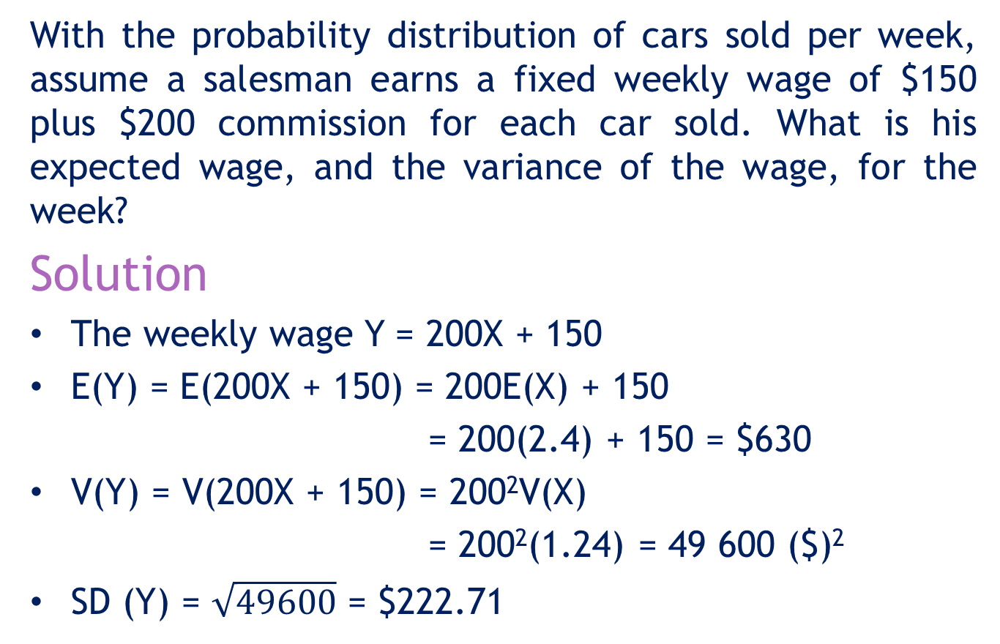 With the probability distribution of cars sold per week,
assume a salesman earns a fixed weekly wage of $150
plus $200 commission for each car sold. What is his
expected wage, and the variance of the wage, for the
week?
Solution
• The weekly wage Y = 200X + 150
• E(Y) = E(200X + 150) = 200E(X) + 150
= 200(2.4) + 150 = $630
• V(Y) = V(200X + 150) = 200²V(X)
= 200²(1.24) = 49 600 ($)²
• SD (Y) = √49600 = $222.71